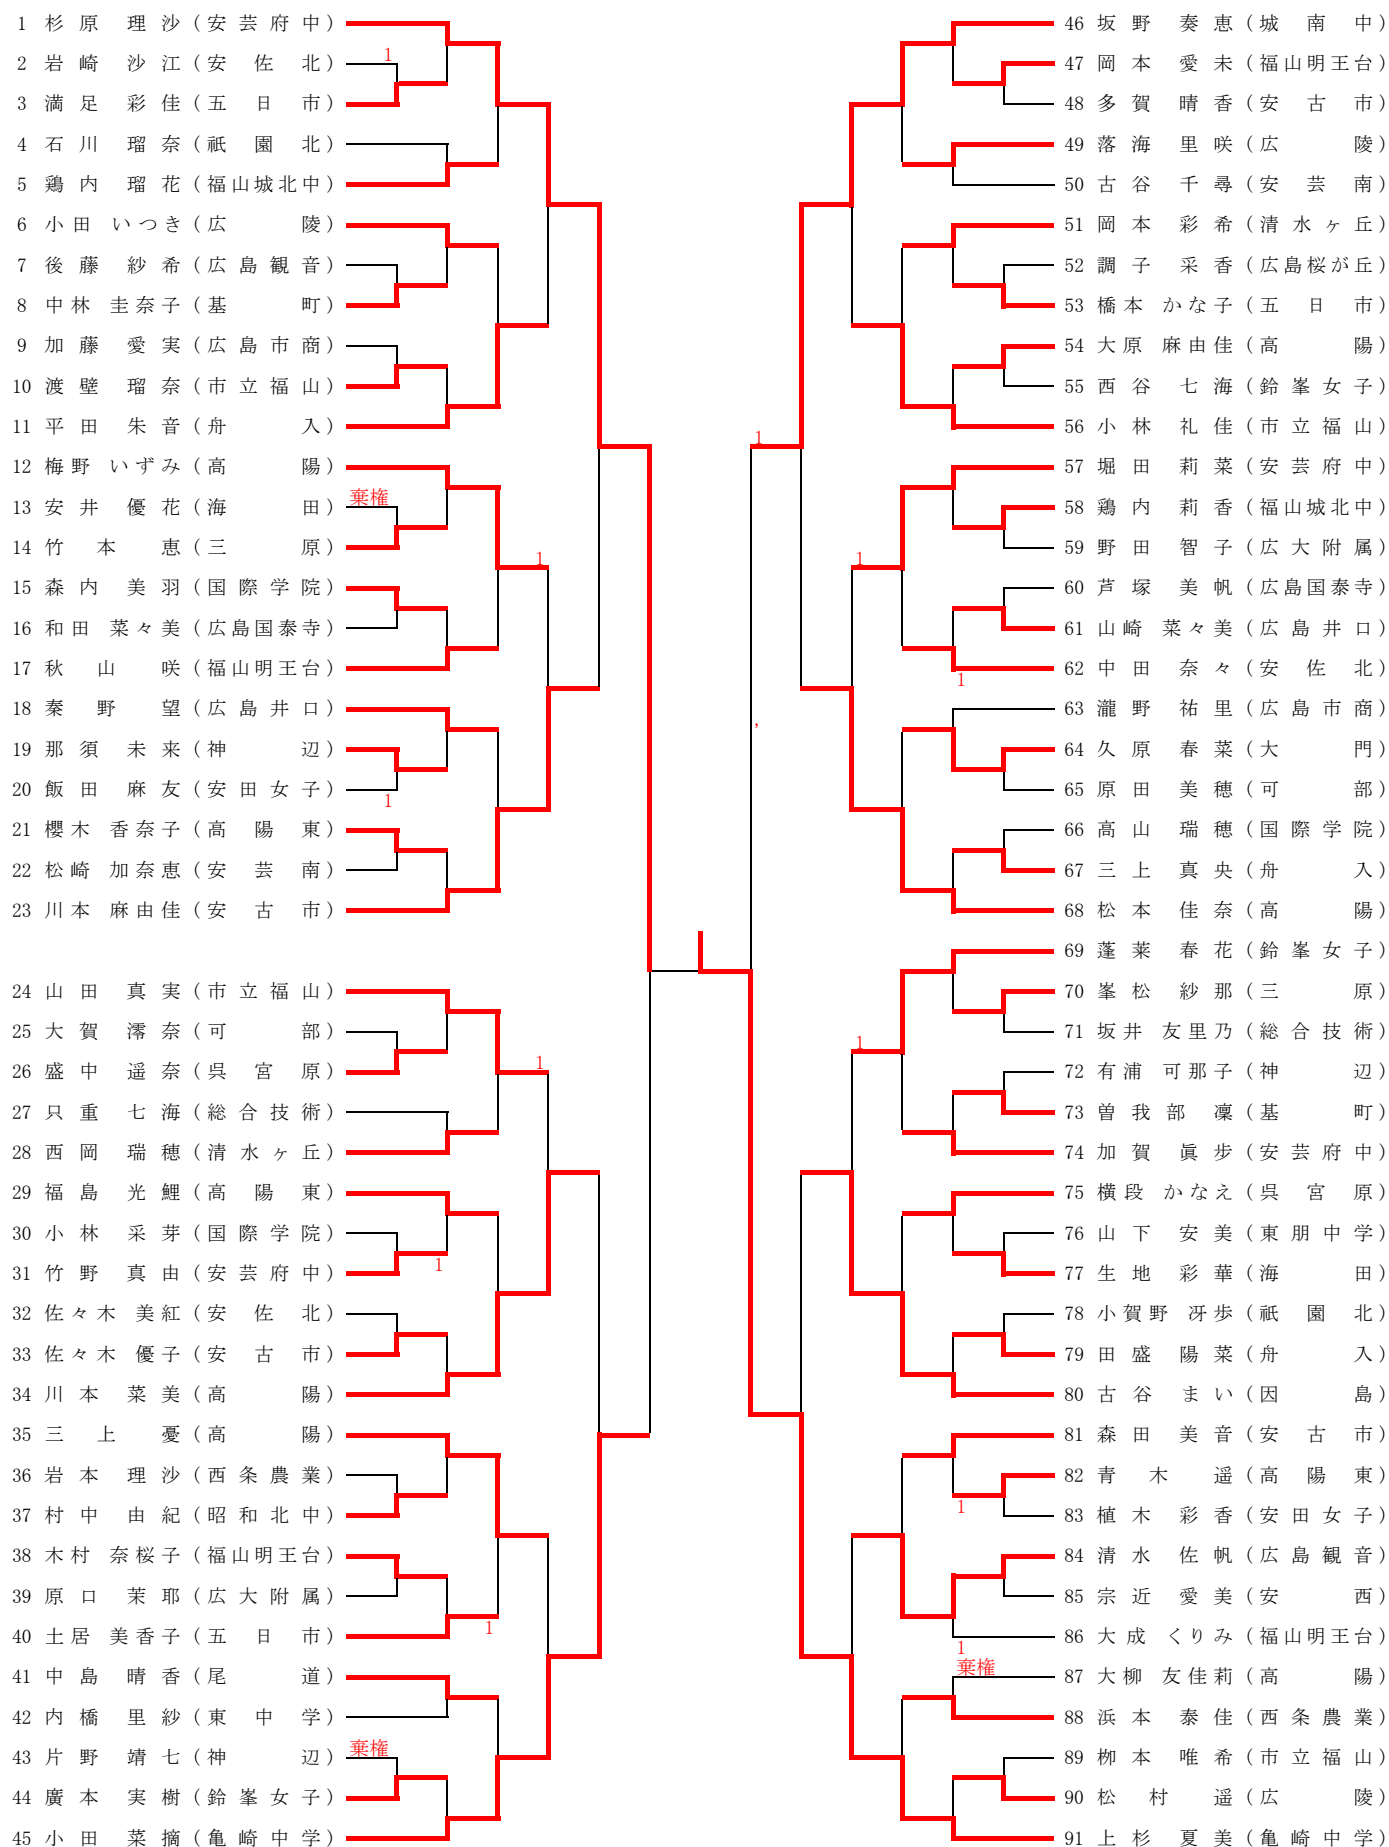 1 杉原 理沙 (安芸府中)
2 岩崎 沙江 (安佐北)
1
3 満足 彩佳 (五日市)
4 石川 瑠奈 (祇園北)
5 鶏内 瑠花 (福山城北中)
6 小田 いつき (広陵)
7 後藤 紗希 (広島観音)
8 中林 圭奈子 (基町)
9 加藤 愛実 (広島市商)
10 渡壁 瑠奈 (市立福山)
11 平田 朱音 (舟入)
12 梅野 いずみ (高陽)
13 安井 優花 (海田)
棄権
14 竹本 恵 (三原)
1
15 森内 美羽 (国際学院)
16 和田 菜々美 (広島国泰寺)
17 秋山 咲 (福山明王台)
18 秦野 望 (広島井口)
19 那須 未来 (神辺)
20 飯田 麻友 (安田女子)
1
21 櫻木 香奈子 (高陽東)
22 松崎 加奈恵 (安芸南)
23 川本 麻由佳 (安古市)
24 山田 真実 (市立福山)
25 大賀 澪奈 (可部)
1
26 盛中 遥奈 (呉宮原)
27 只重 七海 (総合技術)
28 西岡 瑞穂 (清水ヶ丘)
29 福島 光鯉 (高陽東)
30 小林 采芽 (国際学院)
1
31 竹野 真由 (安芸府中)
32 佐々木 美紅 (安佐北)
33 佐々木 優子 (安古市)
34 川本 菜美 (高陽)
35 三上 憂 (高陽)
36 岩本 理沙 (西条農業)
37 村中 由紀 (昭和北中)
38 木村 奈桜子 (福山明王台)
39 原口 茉耶 (広大附属)
40 土居 美香子 (五日市)
1
41 中島 晴香 (尾道)
42 内橋 里紗 (東中学)
43 片野 靖七 (神辺)
棄権
44 廣本 実樹 (鈴峯女子)
45 小田 菜摘 (亀崎中学)
46 坂野 奏恵 (城南中)
47 岡本 愛未 (福山明王台)
48 多賀 晴香 (安古市)
49 落海 里咲 (広陵)
50 古谷 千尋 (安芸南)
51 岡本 彩希 (清水ヶ丘)
52 調子 采香 (広島桜が丘)
53 橋本 かな子 (五日市)
54 大原 麻由佳 (高陽)
55 西谷 七海 (鈴峯女子)
56 小林 礼佳 (市立福山)
1
57 堀田 莉菜 (安芸府中)
58 鶏内 莉香 (福山城北中)
59 野田 智子 (広大附属)
1
60 芦塚 美帆 (広島国泰寺)
61 山崎 菜々美 (広島井口)
62 中田 奈々 (安佐北)
1
63 瀧野 祐里 (広島市商)
,
64 久原 春菜 (大門)
65 原田 美穂 (可部)
66 高山 瑞穂 (国際学院)
67 三上 真央 (舟入)
68 松本 佳奈 (高陽)
69 蓬莱 春花 (鈴峯女子)
70 峯松 紗那 (三原)
71 坂井 友里乃 (総合技術)
1
72 有浦 可那子 (神辺)
73 曽我部 凜 (基町)
74 加賀 眞歩 (安芸府中)
75 横段 かなえ (呉宮原)
76 山下 安美 (東朋中学)
77 生地 彩華 (海田)
78 小賀野 冴歩 (祇園北)
79 田盛 陽菜 (舟入)
80 古谷 まい (因島)
81 森田 美音 (安古市)
82 青木 遥 (高陽東)
1
83 植木 彩香 (安田女子)
84 清水 佐帆 (広島観音)
85 宗近 愛美 (安西)
86 大成 くりみ (福山明王台)
1
棄権
87 大柳 友佳莉 (高陽)
88 浜本 泰佳 (西条農業)
89 栁本 唯希 (市立福山)
90 松村 遥 (広陵)
91 上杉 夏美 (亀崎中学)